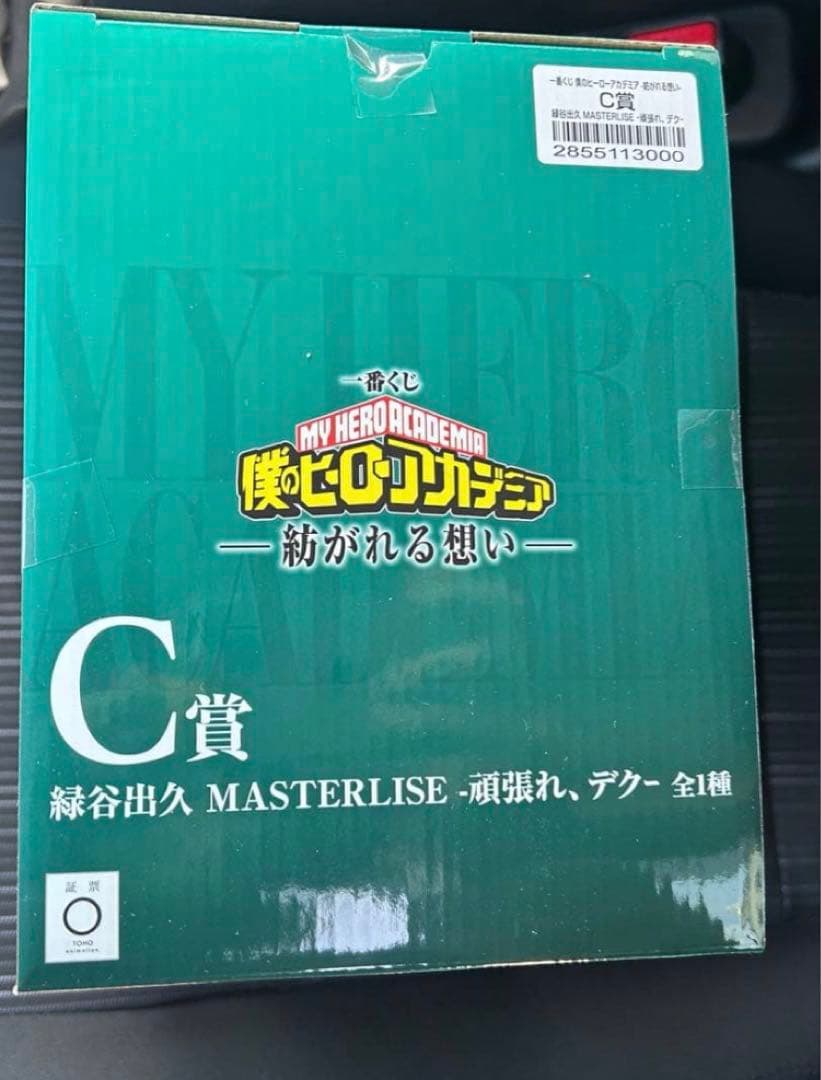 一番くじ 僕のヒーローアカデミア -紡がれる想い-
C賞
緑谷出久 MASTERLISE -頑張れ、デク-
2855113000
MY HERO
ACADEMIA
一番くじ
MY HERO ACADEMIA
僕のヒーローアカデミア
—紡がれる想い—
C賞
緑谷出久 MASTERLISE -頑張れ、デクー 全1種
証票
TOHO
animation